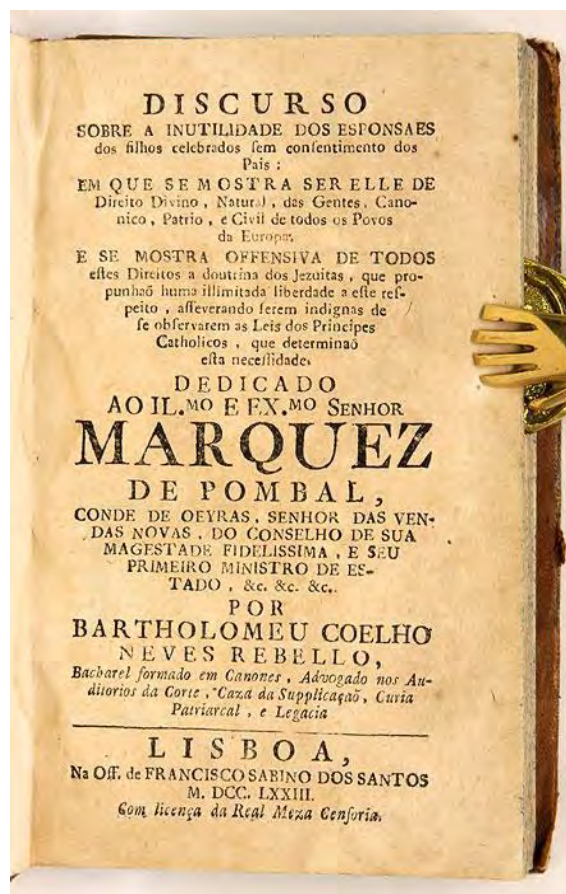 DISCURSO
SOBRE A INUTILIDADE DOS ESPONSAES
dos filhos celebrados ſem conſentimento dos
Pais :
EM QUE SE MOSTRA SER ELLE DE
Direito Divino , Natural , das Gentes, Cano-
nico , Patrio , e Civil de todos os Povos
da Europa,
E SE MOSTRA OFFENSIVA DE TODOS
eſtes Direitos a doutrina dos Jezuitas , que pro-
punhaõ huma illimitada liberdade a eſte reſ-
peito , aſſeverando ſerem indignas de
ſe obſervarem as Leis dos Principes
Catholicos , que determinaõ
eſta neceſſidade.
DEDICADO
AO IL.MO E EX.MO SENHOR
MARQUEZ
DE POMBAL,
CONDE DE OEYRAS, SENHOR DAS VEN-
DAS NOVAS, DO CONSELHO DE SUA
MAGESTADE FIDELISSIMA, E SEU
PRIMEIRO MINISTRO DE ES-
TADO, &c. &c. &c.
POR
BARTHOLOMEU COELHO
NEVES REBELLO,
Bacharel formado em Canones , Advogado nos Au-
ditorios da Corte , Caza da Supplicaçaõ, Curia
Patriarcal , e Legacia
LISBOA,
Na Off. de FRANCISCO SABINO DOS SANTOS
M. DCC. LXXIII.
Com licença da Real Meza Cenſoria.